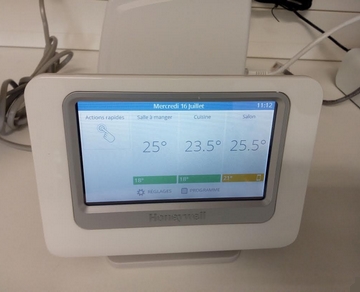 Mercredi 16 Juillet 11:12
Actions rapides Salle à manger Cuisine Salon
25° 23.5° 25.5°
18° 18° 21°
RÉGLAGES PROGRAMME
Honeywell